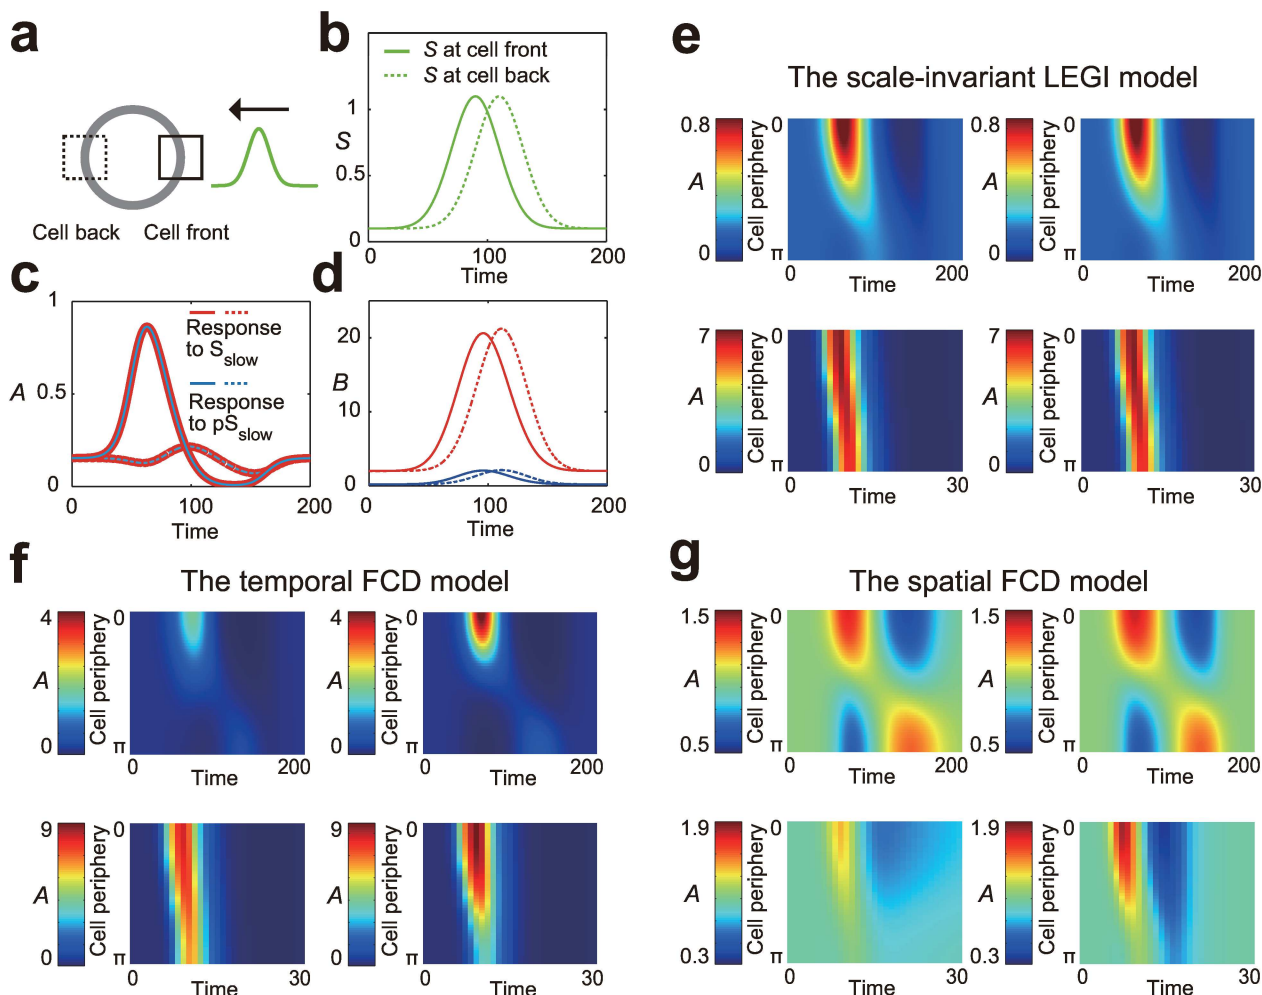 a
Cell back
Cell front
b
S at cell front
S at cell back
S
1
0.5
0
0
100
200
Time
c
1
A
0.5
0
Response
to S_slow
Response
to pS_slow
0
100
200
Time
d
B
20
10
0
0
100
200
Time
e
The scale-invariant LEGI model
0.8
A
0
Cell periphery
0
π
0
200
Time
0.8
A
0
Cell periphery
0
π
0
200
Time
7
A
0
Cell periphery
0
π
0
30
Time
7
A
0
Cell periphery
0
π
0
30
Time
f
The temporal FCD model
4
A
0
Cell periphery
0
π
0
200
Time
4
A
0
Cell periphery
0
π
0
200
Time
9
A
0
Cell periphery
0
π
0
30
Time
9
A
0
Cell periphery
0
π
0
30
Time
g
The spatial FCD model
1.5
A
0.5
Cell periphery
0
π
0
200
Time
1.5
A
0.5
Cell periphery
0
π
0
200
Time
1.9
A
0.3
Cell periphery
0
π
0
30
Time
1.9
A
0.3
Cell periphery
0
π
0
30
Time